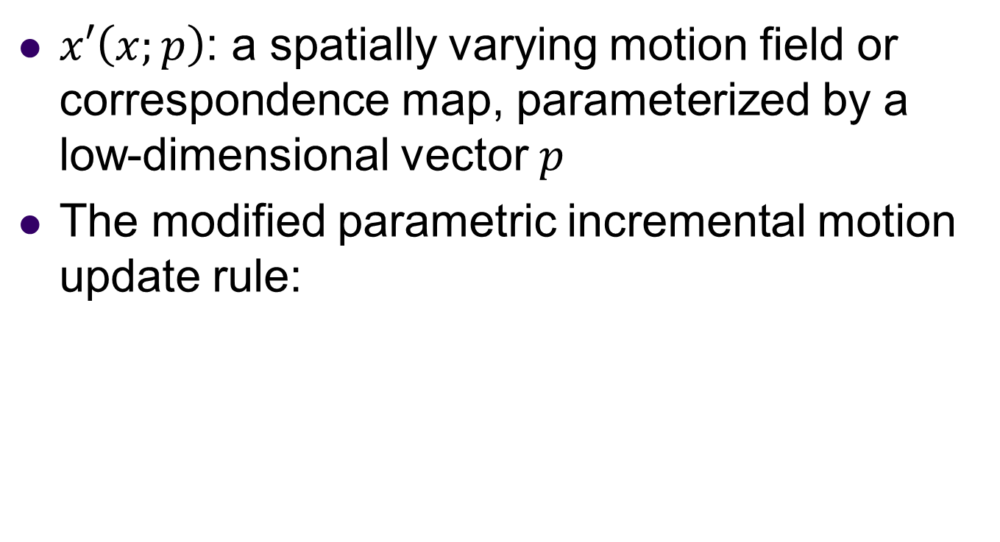 • 𝑥′(𝑥; 𝑝): a spatially varying motion field or
correspondence map, parameterized by a
low-dimensional vector 𝑝
• The modified parametric incremental motion
update rule: